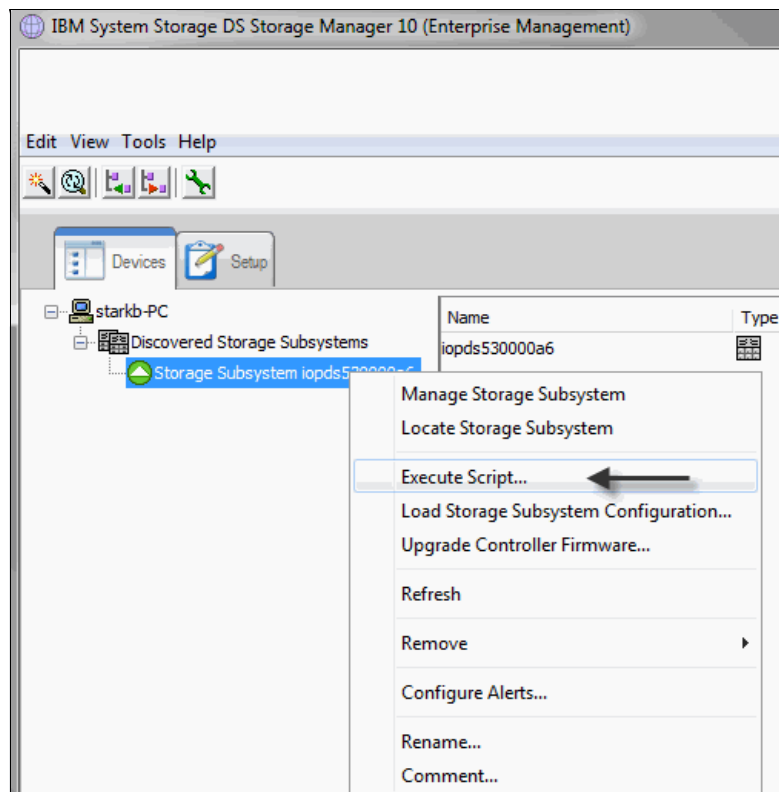 IBM System Storage DS Storage Manager 10 (Enterprise Management)
Edit View Tools Help
Devices
Setup
starkb-PC
Name
Type
Discovered Storage Subsystems
iopds530000a6
Storage Subsystem iopds530000a6
Manage Storage Subsystem
Locate Storage Subsystem
Execute Script...
Load Storage Subsystem Configuration...
Upgrade Controller Firmware...
Refresh
Remove
Configure Alerts...
Rename...
Comment...